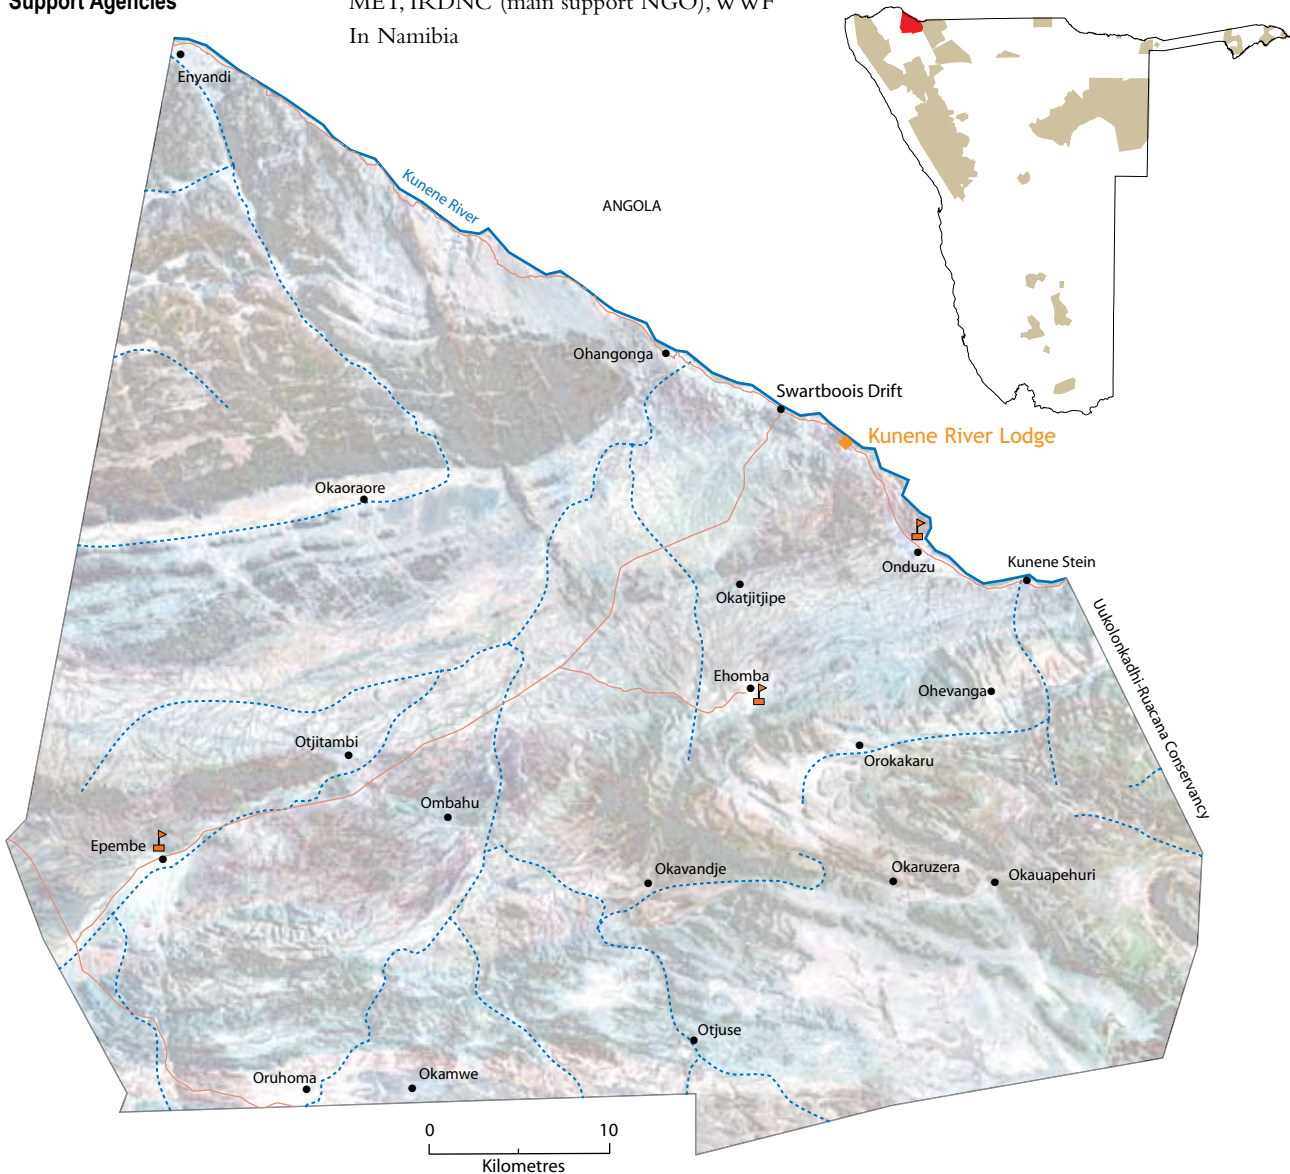 Support Agencies
MET, IRDNC (main support NGO), WWF
In Namibia
Enyandi
Kunene River
ANGOLA
Ohangonga
Swartboois Drift
Kunene River Lodge
Okaoraore
Onduzu
Kunene Stein
Okatjitjipe
Uukolonkadhi-Ruacana Conservancy
Ehomba
Ohevanga
Otjitambi
Orokakaru
Ombahu
Epembe
Okavandje
Okaruzera
Okauapehuri
Otjuse
Oruhoma
Okamwe
0 10
Kilometres